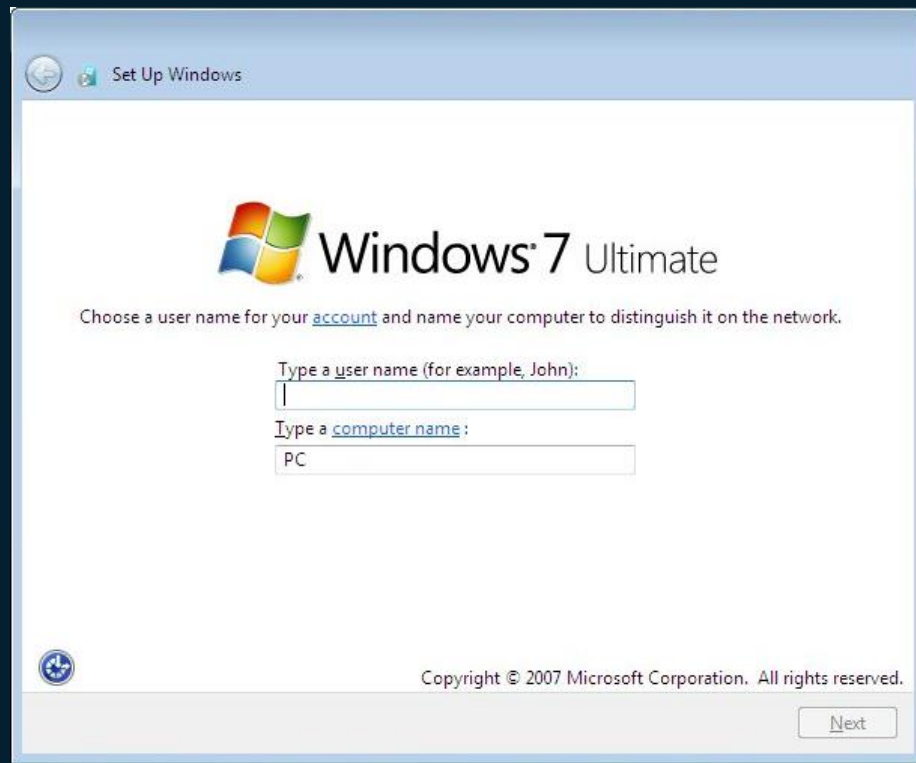 Set Up Windows
Windows® 7 Ultimate
Choose a user name for your account and name your computer to distinguish it on the network.
Type a user name (for example, John):
Type a computer name :
PC
Copyright © 2007 Microsoft Corporation. All rights reserved.
Next